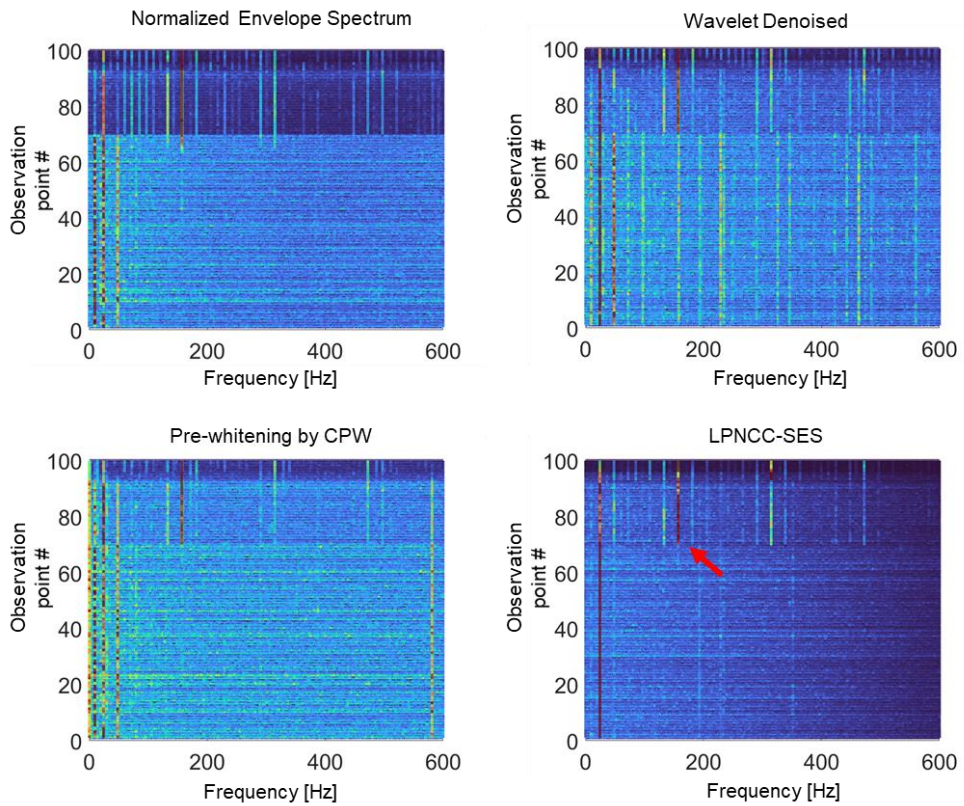 Normalized Envelope Spectrum
100
80
60
40
20
0
Observation
point #
0 200 400 600
Frequency [Hz]
Wavelet Denoised
100
80
60
40
20
0
Observation
point #
0 200 400 600
Frequency [Hz]
Pre-whitening by CPW
100
80
60
40
20
0
Observation
point #
0 200 400 600
Frequency [Hz]
LPNCC-SES
100
80
60
40
20
0
Observation
point #
0 200 400 600
Frequency [Hz]